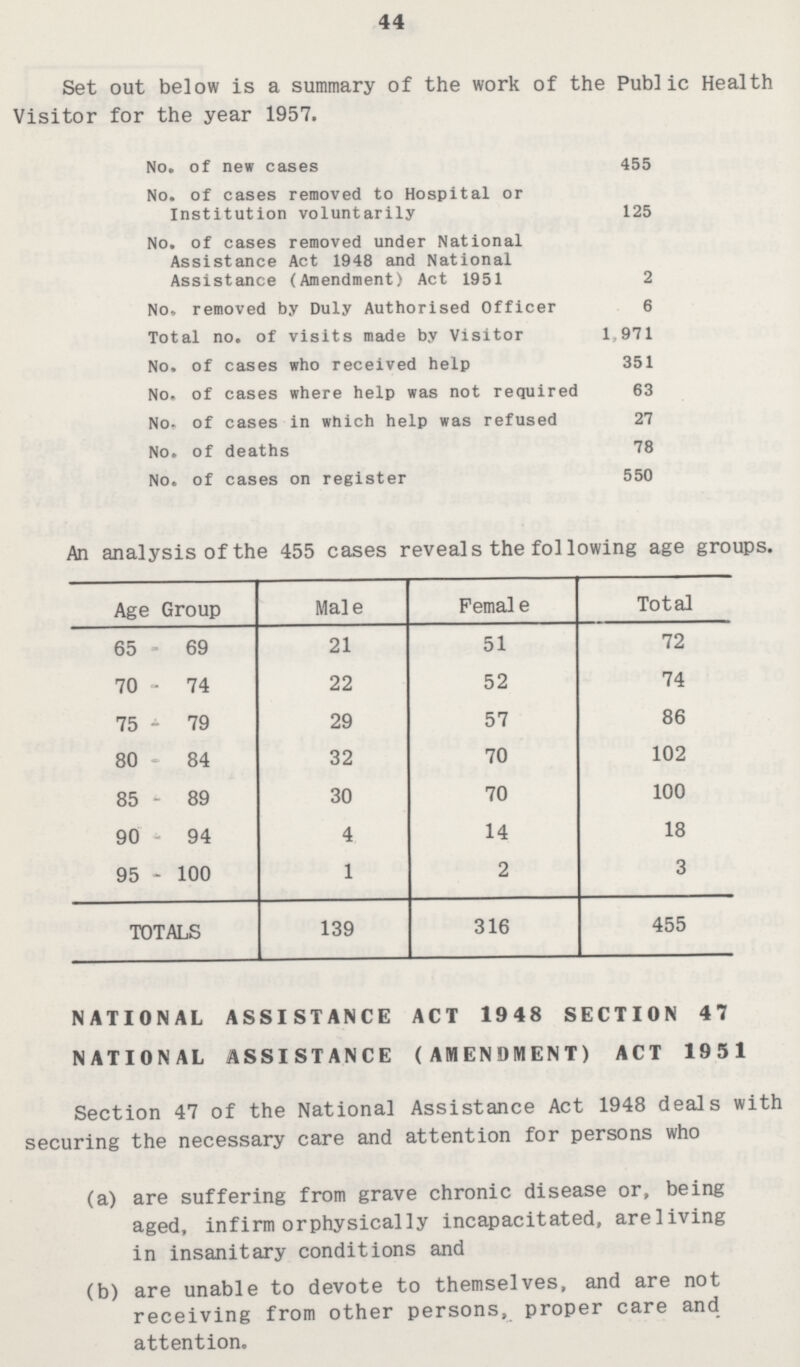 44
Set out below is a summary of the work of the Public Health
Visitor for the year 1957.
No. of new cases 455
No. of cases removed to Hospital or
Institution voluntarily 125
No. of cases removed under National
Assistance Act 1948 and National
Assistance (Amendment) Act 1951 2
No. removed by Duly Authorised Officer 6
Total no. of visits made by Visitor 1,971
No. of cases who received help 351
No. of cases where help was not required 63
No. of cases in which help was refused 27
No. of deaths 78
No. of cases on register 550
An analysis of the 455 cases reveals the following age groups.
Age Group Male Female Total
65 - 69 21 51 72
70 - 74 22 52 74
75 - 79 29 57 86
80 - 84 32 70 102
85 - 89 30 70 100
90 - 94 4 14 18
95 - 100 1 2 3
TOTALS 139 316 455
NATIONAL ASSISTANCE ACT 1948 SECTION 47
NATIONAL ASSISTANCE (AMENDMENT) ACT 1951
Section 47 of the National Assistance Act 1948 deals with
securing the necessary care and attention for persons who
(a) are suffering from grave chronic disease or, being
aged, infirm or physically incapacitated, are living
in insanitary conditions and
(b) are unable to devote to themselves, and are not
receiving from other persons, proper care and
attention.